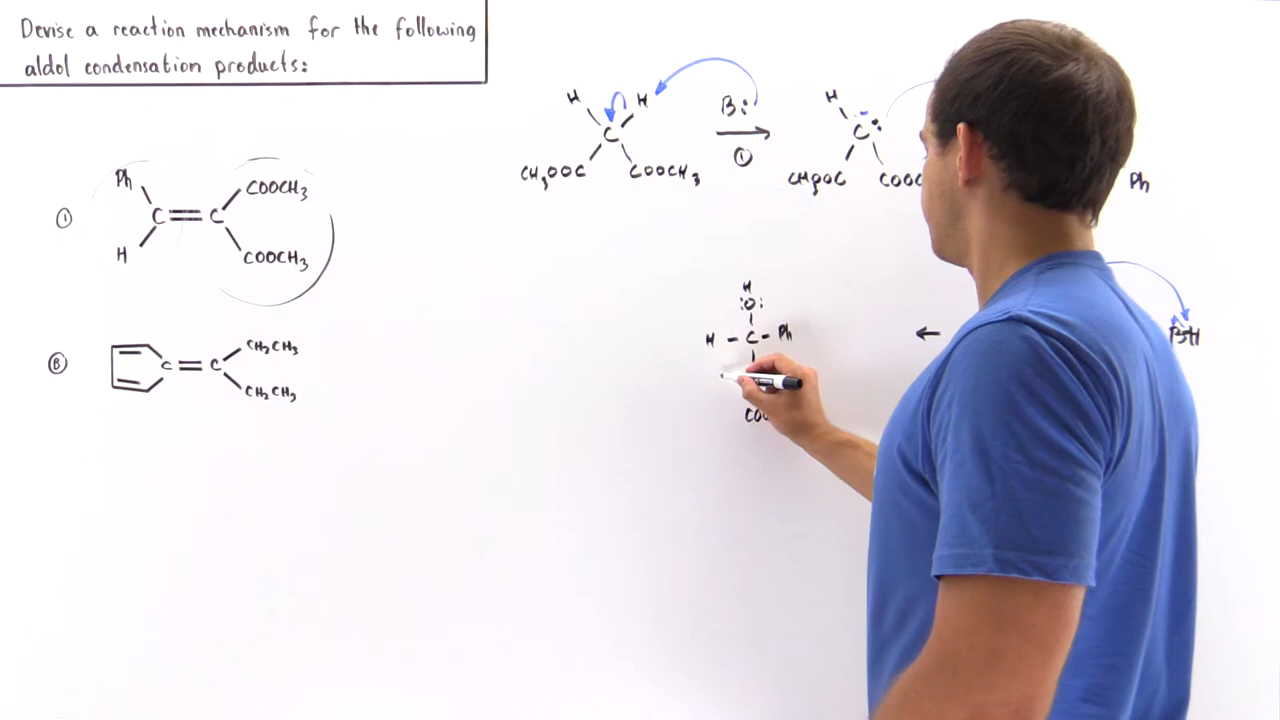 Devise a reaction mechanism for the following
aldol condensation products:
Ph
COOCH3
① C=C
H
COOCH3
Ⓑ C=C
CH2CH3
CH2CH3
H H B:
C
CH3OOC COOCH3
①
H
C:
CH3OOC COOC
Ph
H
:O:
H-C-Ph
BH